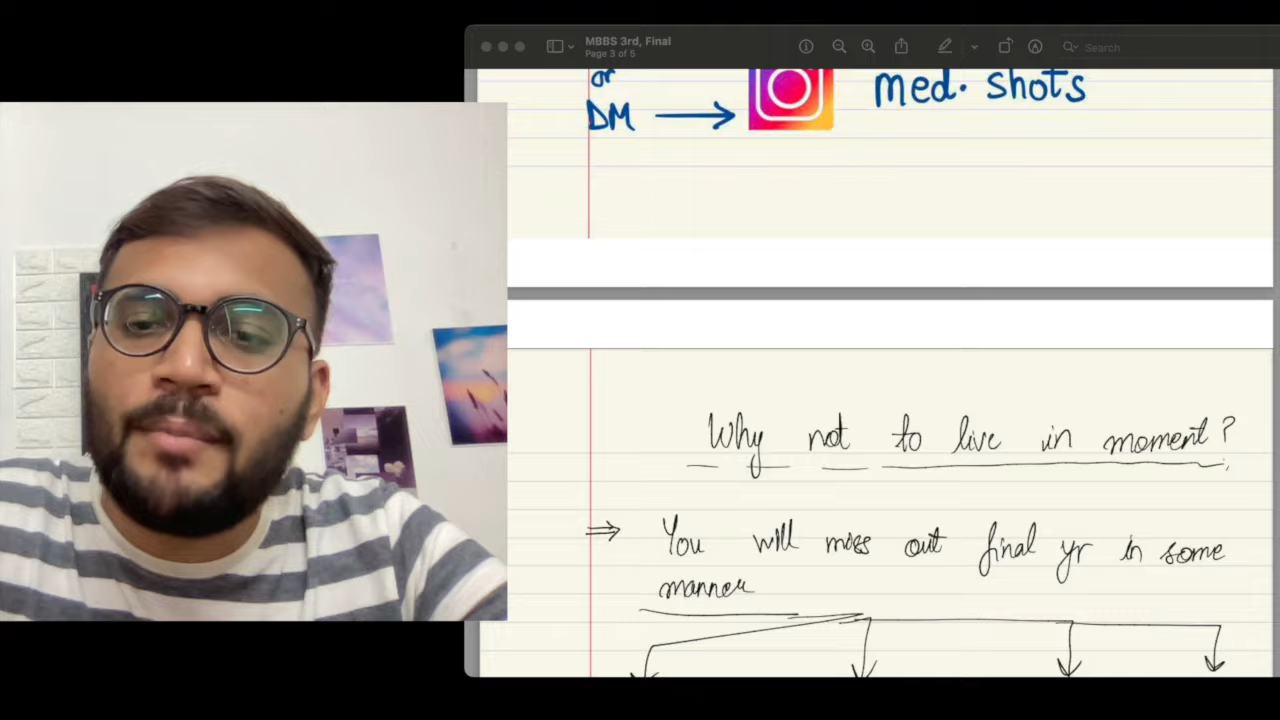 MBBS 3rd, Final
Page 3 of 5
Search
or
DM
med. shots
Why not to live in moment?
You will miss out final yr in some
manner